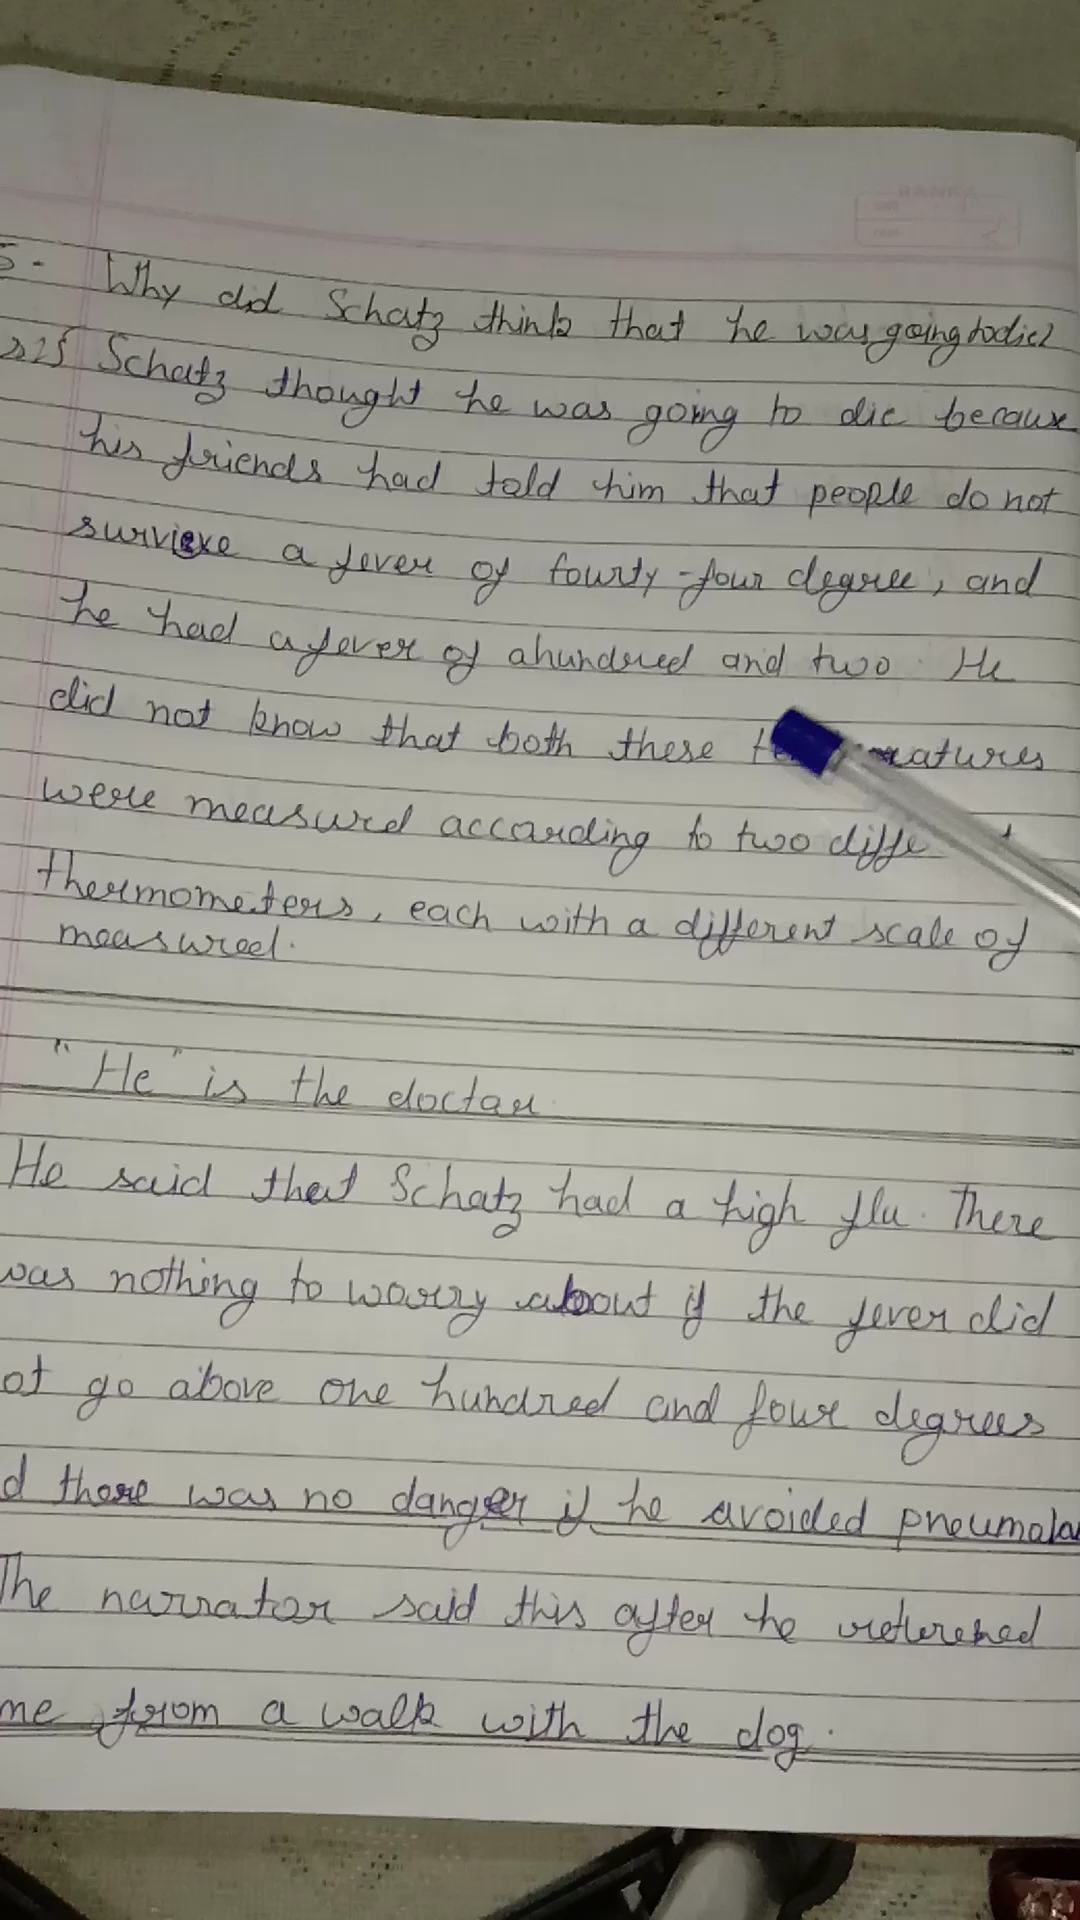 5- Why did Schatz think that he was going to die?
Schatz thought he was going to die because
his friends had told him that people do not
survive a fever of fourty-four degree, and
he had a fever of ahundred and two. He
did not know that both these
were measurd according to two
thermometers, each with a different scale of
measured.
"He" is the doctor.
He said that Schatz had a high flu. There
was nothing to worry about if the fever did
ot go above one hundred and four degrees
d there was no danger if he avoided
The narrator said this after he
me from a walk with the dog.